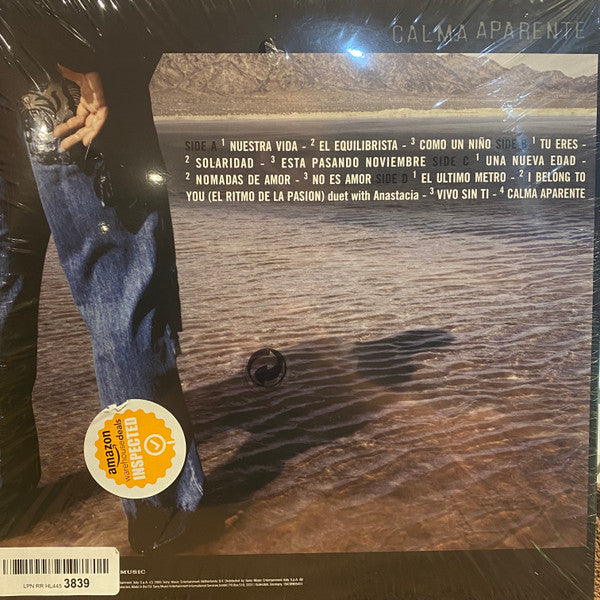 CALMA APARENTE
SIDE A 1 NUESTRA VIDA - 2 EL EQUILIBRISTA - 3 COMO UN NIÑO SIDE B 1 TU ERES -
2 SOLARIDAD - 3 ESTA PASANDO NOVIEMBRE SIDE C 1 UNA NUEVA EDAD -
2 NOMADAS DE AMOR - 3 NO ES AMOR SIDE D 1 EL ULTIMO METRO - 2 I BELONG TO
YOU (EL RITMO DE LA PASION) duet with Anastacia - 3 VIVO SIN TI - 4 CALMA APARENTE
amazon
warehousedeals
INSPECTED
MUSIC
LPN RR HL445 3839